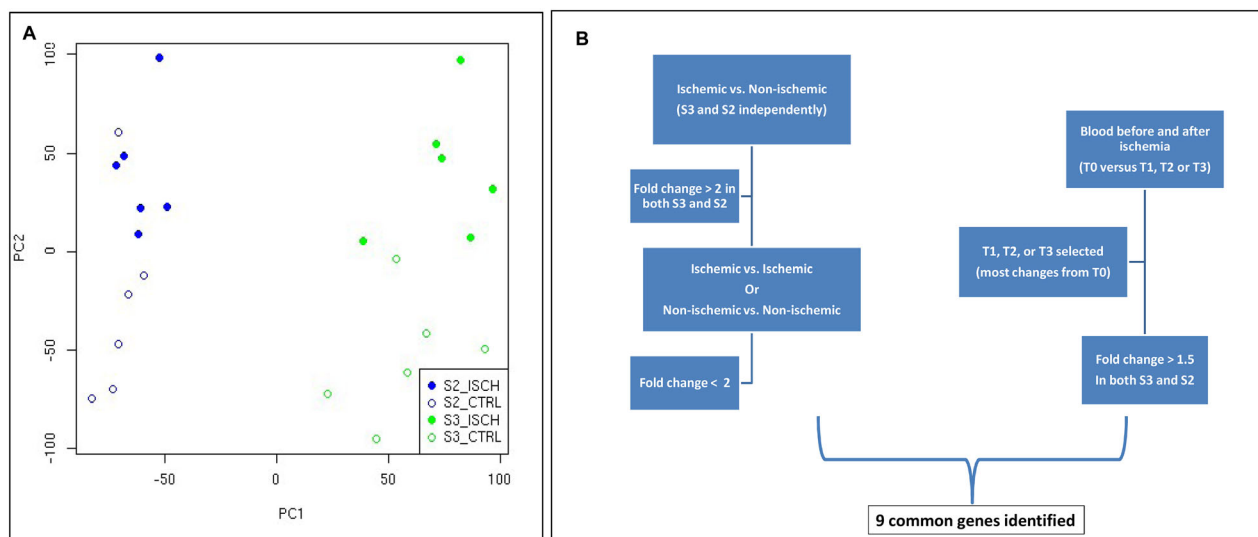 A
100
50
0
-50
-100
PC2
-50
0
50
100
PC1
S2_ISCH
S2_CTRL
S3_ISCH
S3_CTRL
B
Ischemic vs. Non-ischemic
(S3 and S2 independently)
Fold change > 2 in
both S3 and S2
Ischemic vs. Ischemic
Or
Non-ischemic vs. Non-ischemic
Fold change < 2
Blood before and after
ischemia
(T0 versus T1, T2 or T3)
T1, T2, or T3 selected
(most changes from T0)
Fold change > 1.5
In both S3 and S2
9 common genes identified